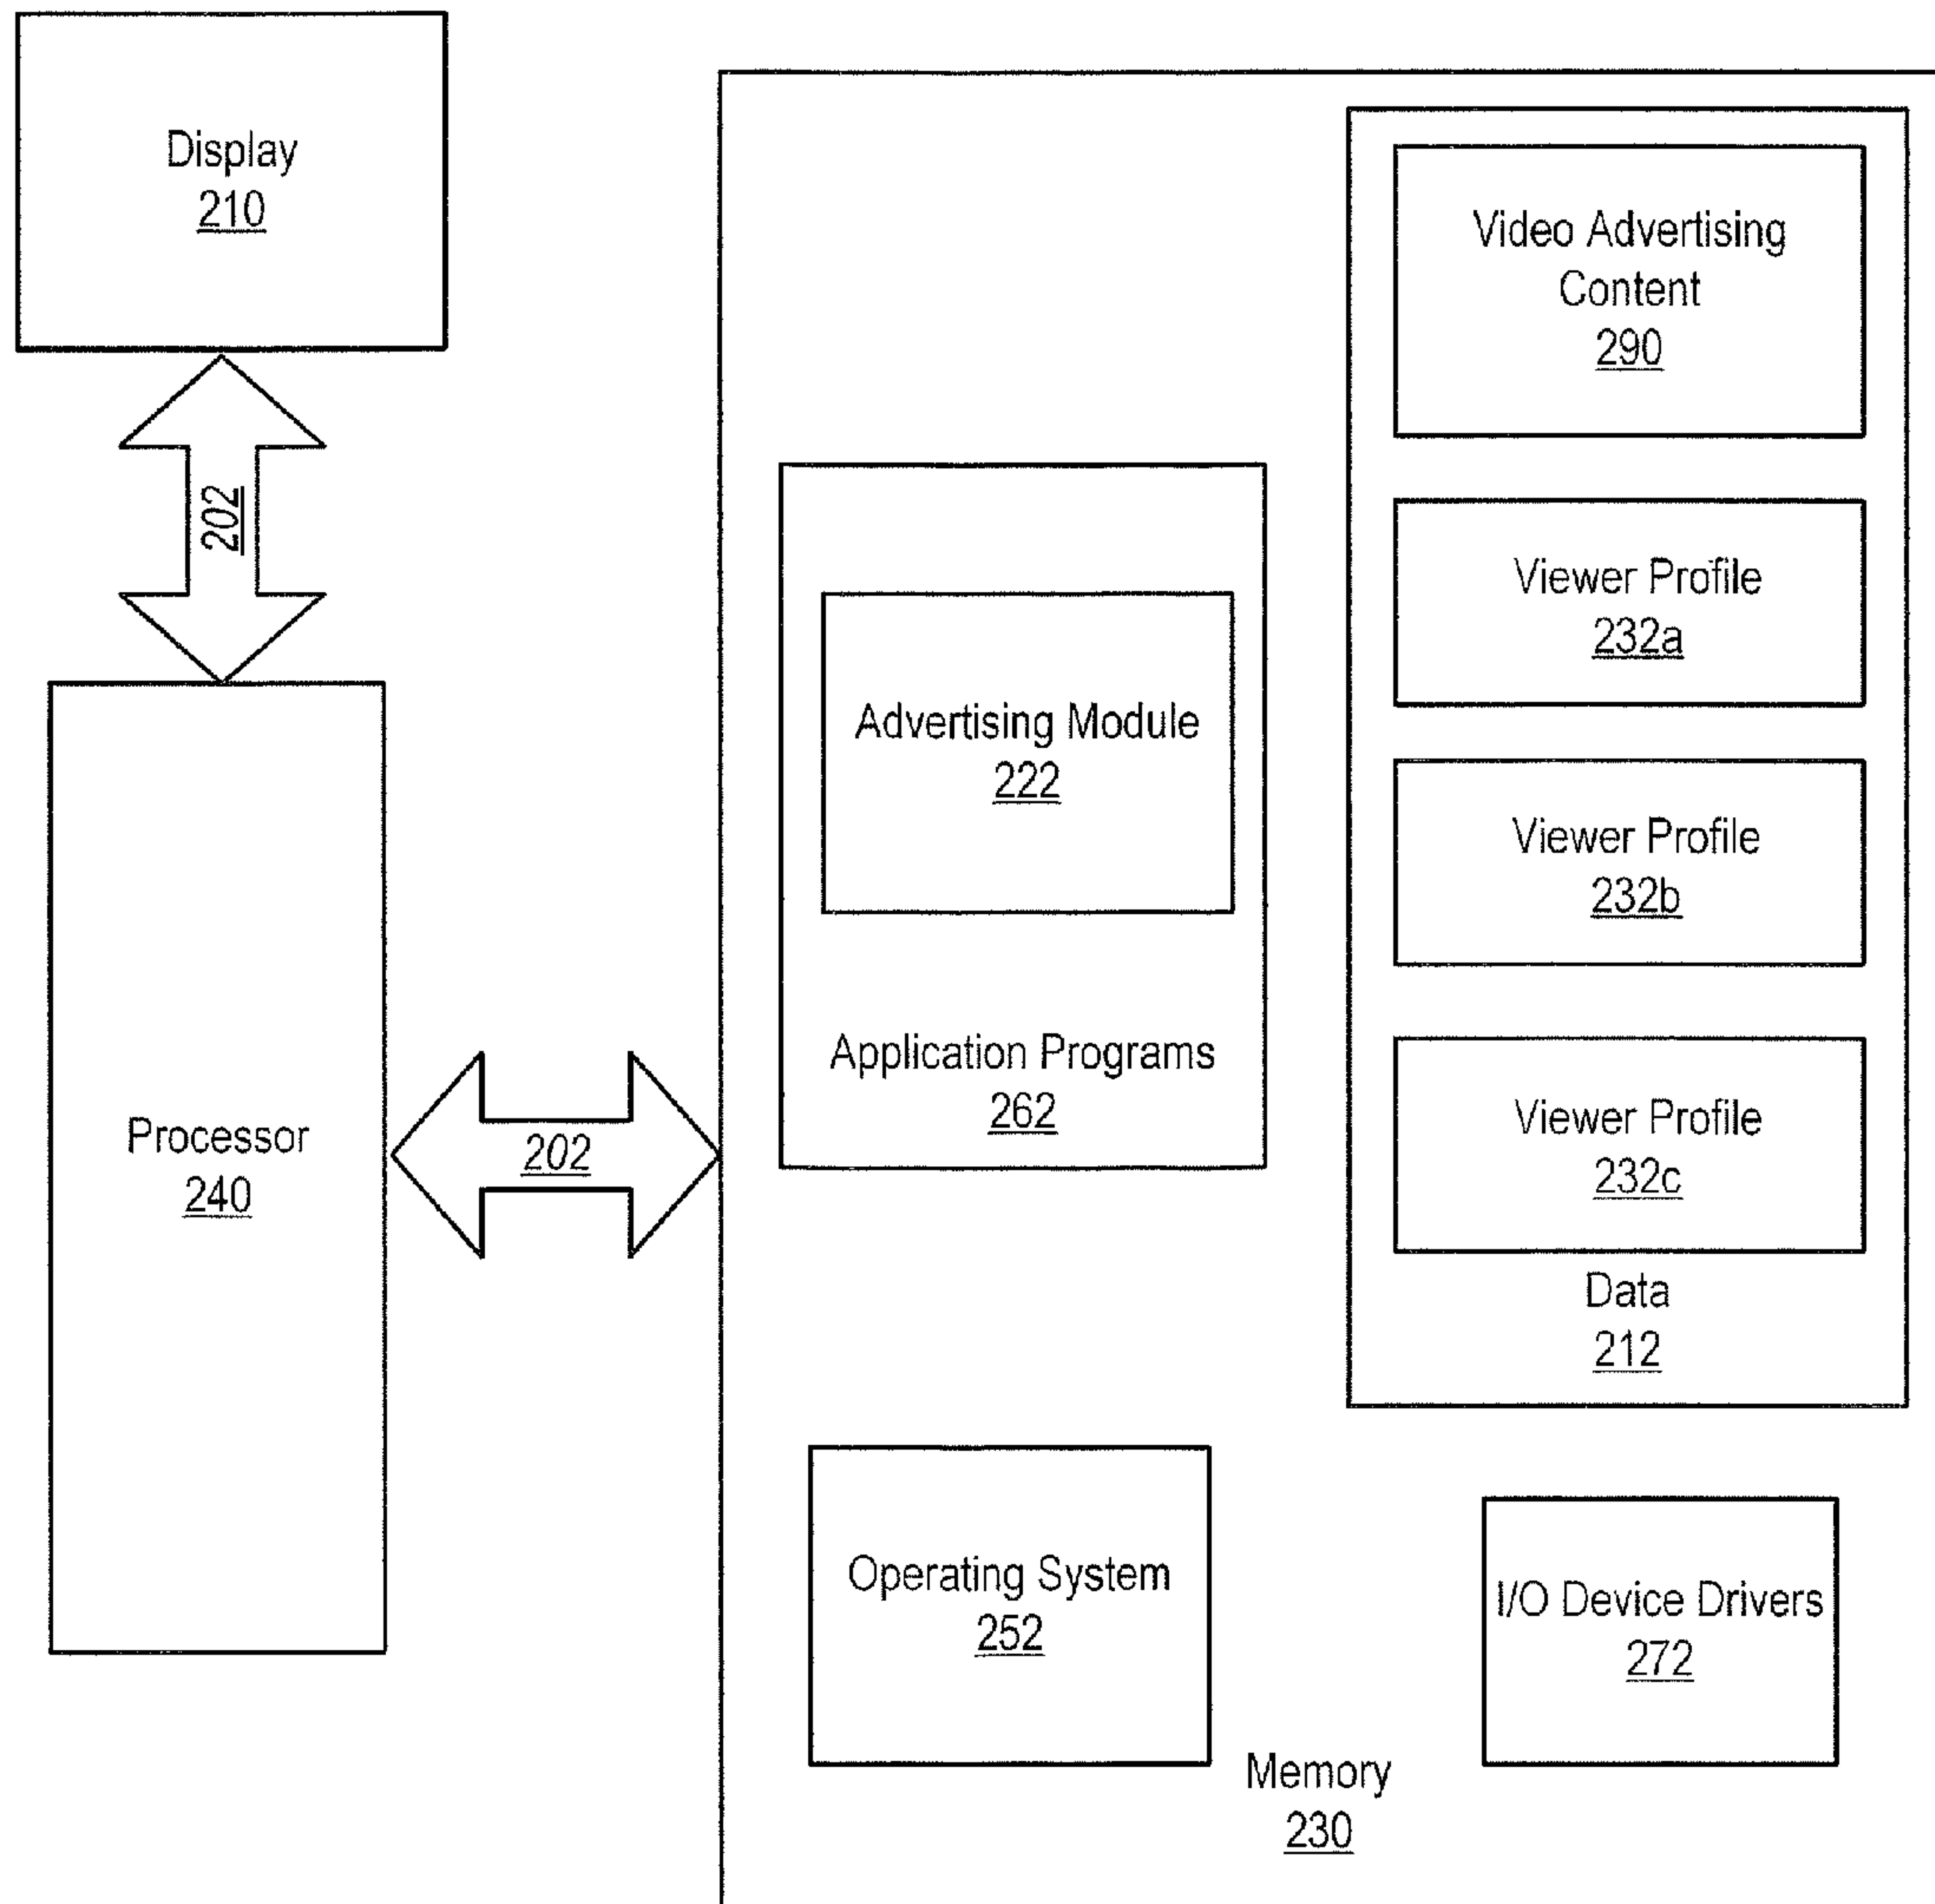 Display
210
202
Processor
240
202
Advertising Module
222
Application Programs
262
Video Advertising
Content
290
Viewer Profile
232a
Viewer Profile
232b
Viewer Profile
232c
Data
212
Operating System
252
I/O Device Drivers
272
Memory
230